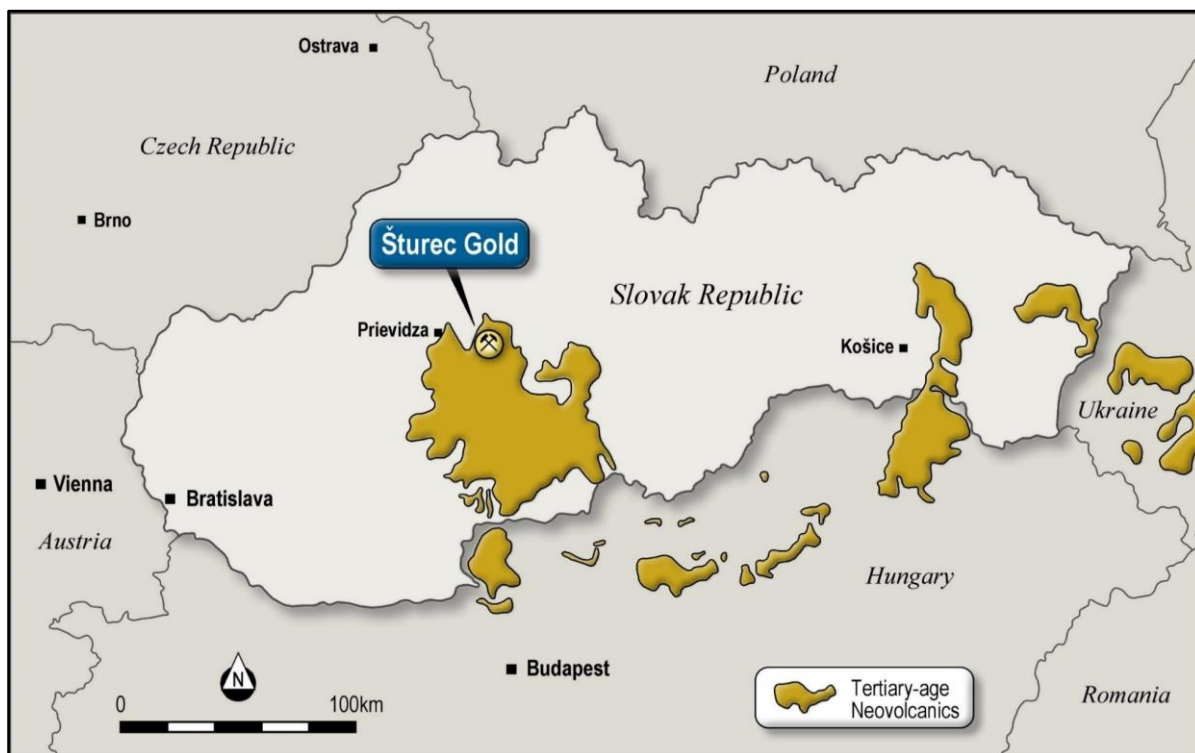 Ostrava
Poland
Czech Republic
Brno
Šturec Gold
Slovak Republic
Prievidza
Košice
Ukraine
Vienna
Bratislava
Austria
Hungary
Budapest
N
0
100km
Tertiary-age
Neovolcanics
Romania